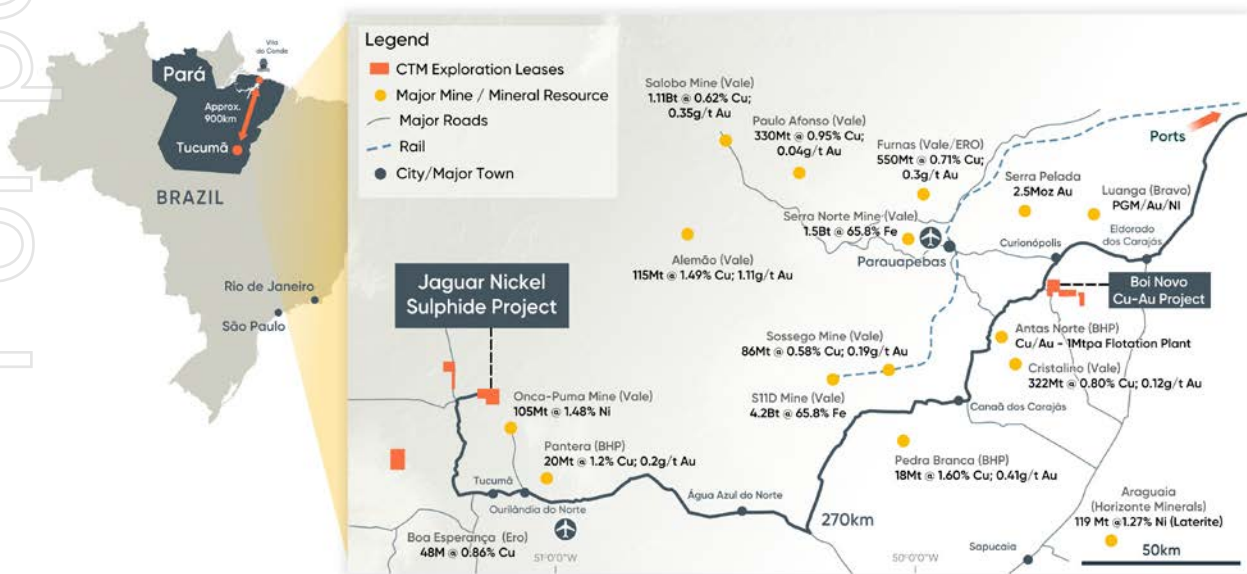 Vila
do Conde
Pará
Approx.
900km
Tucumã
BRAZIL
Rio de Janeiro
São Paulo
Legend
CTM Exploration Leases
Major Mine / Mineral Resource
Major Roads
Rail
City/Major Town
Salobo Mine (Vale)
1.11Bt @ 0.62% Cu;
0.35g/t Au
Paulo Afonso (Vale)
330Mt @ 0.95% Cu;
0.04g/t Au
Furnas (Vale/ERO)
550Mt @ 0.71% Cu;
0.3g/t Au
Ports
Serra Pelada
2.5Moz Au
Luanga (Bravo)
PGM/Au/NI
Serra Norte Mine (Vale)
1.5Bt @ 65.8% Fe
Parauapebas
Curionópolis
Eldorado
dos Carajás
Alemão (Vale)
115Mt @ 1.49% Cu; 1.11g/t Au
Jaguar Nickel
Sulphide Project
Boi Novo
Cu-Au Project
Antas Norte (BHP)
Cu/Au - 1Mtpa Flotation Plant
Sossego Mine (Vale)
86Mt @ 0.58% Cu; 0.19g/t Au
Cristalino (Vale)
322Mt @ 0.80% Cu; 0.12g/t Au
S11D Mine (Vale)
4.2Bt @ 65.8% Fe
Canaã dos Carajás
Onca-Puma Mine (Vale)
105Mt @ 1.48% Ni
Pantera (BHP)
20Mt @ 1.2% Cu; 0.2g/t Au
Pedra Branca (BHP)
18Mt @ 1.60% Cu; 0.41g/t Au
Tucumã
Ourilândia do Norte
Água Azul do Norte
270km
Araguaia
(Horizonte Minerals)
119 Mt @1.27% Ni (Laterite)
Boa Esperança (Ero)
48M @ 0.86% Cu
51°0'0"W
50°0'0"W
Sapucaia
50km